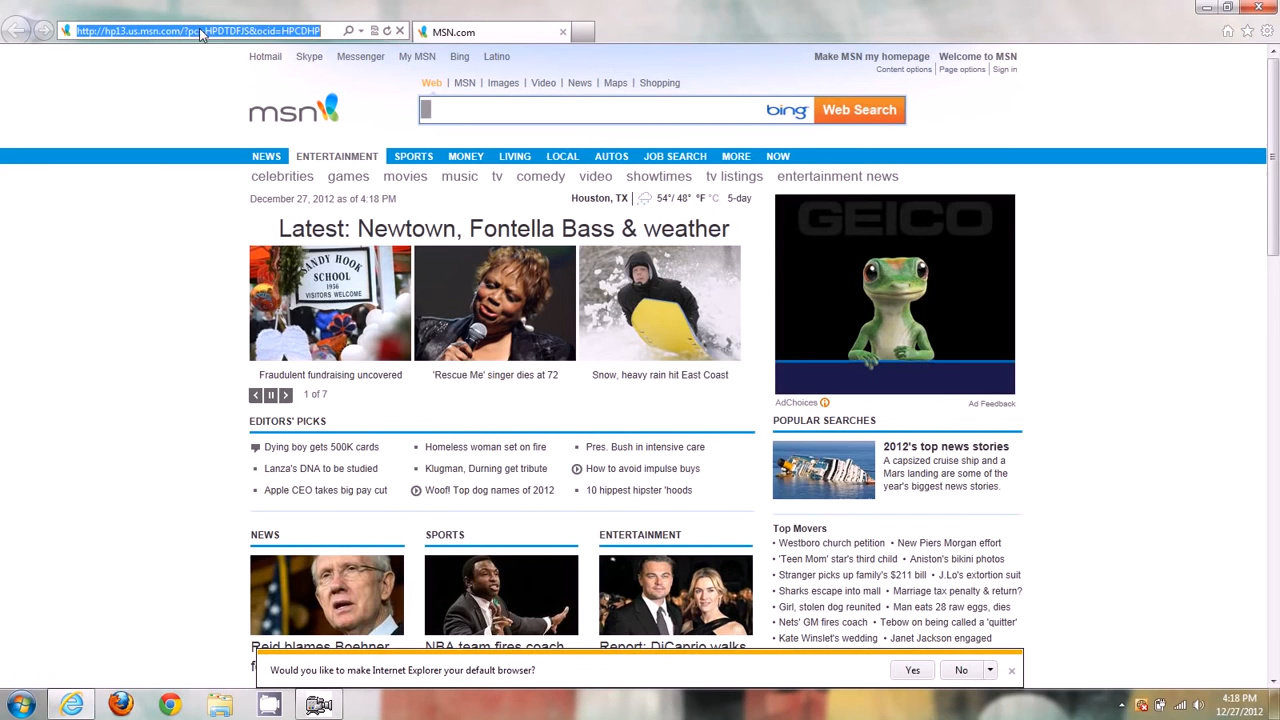 http://hp13.us.msn.com/?pc=HPDTDFJS&ocid=HPCDHP
MSN.com
Hotmail Skype Messenger My MSN Bing Latino
Make MSN my homepage Welcome to MSN
Content options | Page options | Sign in
Web | MSN | Images | Video | News | Maps | Shopping
msn
bing
Web Search
NEWS ENTERTAINMENT SPORTS MONEY LIVING LOCAL AUTOS JOB SEARCH MORE NOW
celebrities games movies music tv comedy video showtimes tv listings entertainment news
December 27, 2012 as of 4:18 PM
Houston, TX | 54°/ 48° °F °C 5-day
Latest: Newtown, Fontella Bass & weather
SANDY HOOK
SCHOOL
1956
VISITORS WELCOME
Fraudulent fundraising uncovered
'Rescue Me' singer dies at 72
Snow, heavy rain hit East Coast
1 of 7
GEICO
AdChoices
Ad Feedback
EDITORS' PICKS
Dying boy gets 500K cards
Homeless woman set on fire
Pres. Bush in intensive care
Lanza's DNA to be studied
Klugman, Durning get tribute
How to avoid impulse buys
Apple CEO takes big pay cut
Woof! Top dog names of 2012
10 hippest hipster 'hoods
POPULAR SEARCHES
2012's top news stories
A capsized cruise ship and a
Mars landing are some of the
year's biggest news stories.
Top Movers
Westboro church petition • New Piers Morgan effort
'Teen Mom' star's third child • Aniston's bikini photos
Stranger picks up family's $211 bill • J.Lo's extortion suit
Sharks escape into mall • Marriage tax penalty & return?
Girl, stolen dog reunited • Man eats 28 raw eggs, dies
Nets' GM fires coach • Tebow on being called a 'quitter'
Kate Winslet's wedding • Janet Jackson engaged
NEWS
SPORTS
ENTERTAINMENT
Reid blames Boehner
NBA team fires coach
Report: DiCaprio walks
Would you like to make Internet Explorer your default browser?
Yes
No
4:18 PM
12/27/2012